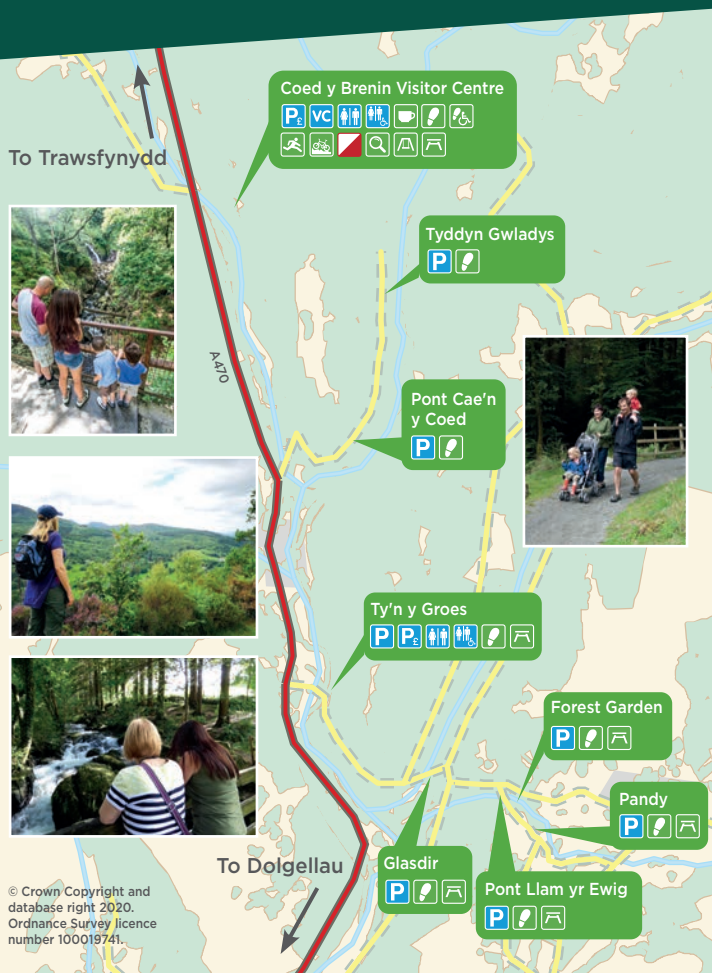 Coed y Brenin Visitor Centre
P£ VC
To Trawsfynydd
Tyddyn Gwladys
P
A470
Pont Cae'n
y Coed
P
Ty'n y Groes
P P£
Forest Garden
P
Pandy
P
To Dolgellau
Glasdir
P
Pont Llam yr Ewig
P
© Crown Copyright and
database right 2020.
Ordnance Survey licence
number 100019741.